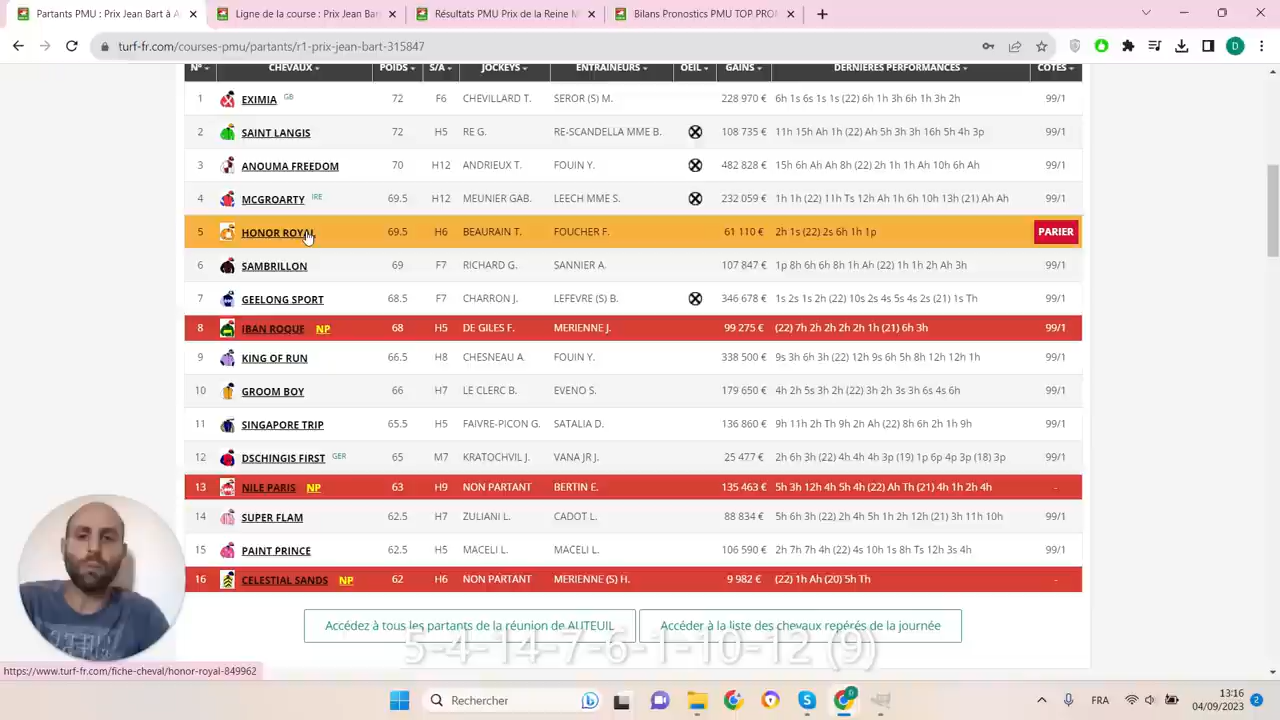 Partants PMU : Prix Jean Bart à A
Ligne de course : Prix Jean Bar
Résultats PMU Prix de la Reine M
Bilans Pronostics PMU TOP PRO
turf-fr.com/courses-pmu/partants/r1-prix-jean-bart-315847
N° CHEVAUX POIDS S/A JOCKEYS ENTRAÎNEURS OEIL GAINS DERNIÈRES PERFORMANCES COTES
1 EXIMIA GB 72 F6 CHEVILLARD T. SEROR (S) M. 228 970 € 6h 1s 6s 1s 1s (22) 6h 1h 3h 6h 1h 3h 2h 99/1
2 SAINT LANGIS 72 H5 RE G. RE-SCANDELLA MME B. 108 735 € 11h 15h Ah 1h (22) Ah 5h 3h 3h 1h 5h 4h 3p 99/1
3 ANOUMA FREEDOM 70 H12 ANDRIEUX T. FOUIN Y. 482 828 € 15h 6h Ah Ah 8h (22) 2h 1h 1h Ah 10h 6h Ah 99/1
4 MCGROARTY IRE 69.5 H12 MEUNIER GAB. LEECH MME S. 232 059 € 1h 1h (22) 11h Ts 12h Ah 1h 6h 10h 13h (21) Ah Ah 99/1
5 HONOR ROYAL 69.5 H6 BEAURAIN T. FOUCHER F. 61 110 € 2h 1s (22) 2s 6h 1h 1p PARIER
6 SAMBRILLON 69 F7 RICHARD G. SANNIER A. 107 847 € 1p 8h 6h 6h 8h 1h Ah (22) 1h 1h 2h Ah 3h 99/1
7 GEELONG SPORT 68.5 F7 CHARRON J. LEFEVRE (S) B. 346 678 € 1s 2s 1s 2h (22) 10s 2s 4s 5s 4s 2s (21) 1s Th 99/1
8 IBAN ROQUE NP 68 H5 DE GILES F. MERIENNE J. 99 275 € (22) 7h 2h 2h 2h 2h 1h (21) 6h 3h 99/1
9 KING OF RUN 66.5 H8 CHESNEAU A. FOUIN Y. 338 500 € 9s 3h 6h 3h (22) 12h 9s 6h 5h 8h 12h 12h 1h 99/1
10 GROOM BOY 66 H7 LE CLERC B. EVENO S. 179 650 € 4h 2h 5s 3h 2h (22) 3h 2h 3s 3h 6s 4s 6h 99/1
11 SINGAPORE TRIP 65.5 H5 FAIVRE-PICON G. SATALIA D. 136 860 € 9h 11h 2h Th 9h 2h Ah (22) 8h 6h 2h 1h 9h 99/1
12 DSCHINGIS FIRST GER 65 M7 KRATOCHVIL J. VANA JR J. 25 477 € 2h 6h 3h (22) 4h 4h 4h 3p (19) 1p 6p 4p 3p (18) 3p 99/1
13 NILE PARIS NP 63 H9 NON PARTANT BERTIN E. 135 463 € 5h 3h 12h 4h 5h 4h (22) Ah Th (21) 4h 1h 2h 4h -
14 SUPER FLAM 62.5 H7 ZULIANI L. CADOT L. 88 834 € 5h 6h 3h (22) 2h 4h 5h 1h 2h 12h (21) 3h 11h 10h 99/1
15 PAINT PRINCE 62.5 H5 MACELI L. MACELI L. 106 590 € 2h 7h 7h 4h (22) 4s 10h 1s 8h Ts 12h 3s 4h 99/1
16 CELESTIAL SANDS NP 62 H6 NON PARTANT MERIENNE (S) H. 9 982 € (22) 1h Ah (20) 5h Th -
Accédez à tous les partants de la réunion de AUTEUIL
Accéder à la liste des chevaux repérés de la journée
5-4-14-7-6-1-10-12 (9)
https://www.turf-fr.com/fiche-cheval/honor-royal-849962
Rechercher
FRA
13:16
04/09/2023
2